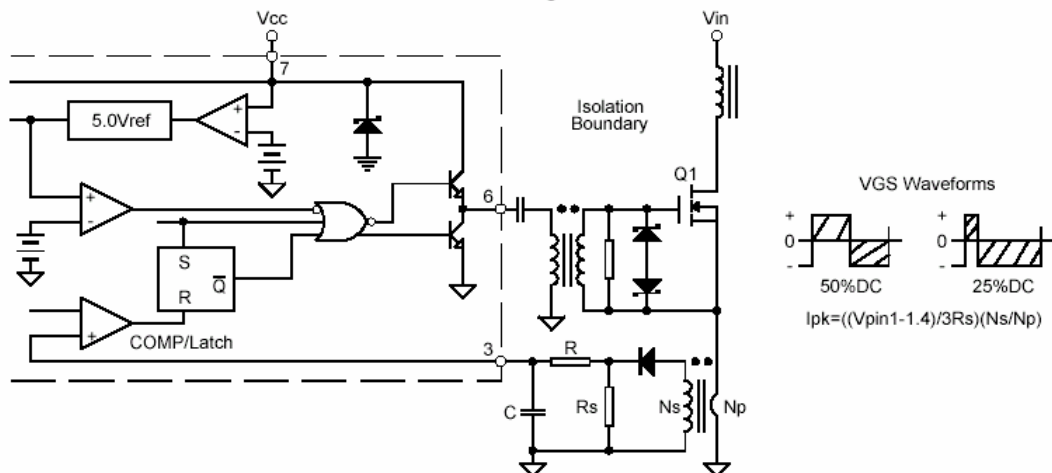 Vcc
Vin
7
5.0Vref
+
-
Isolation
Boundary
Q1
VGS Waveforms
+
-
6
+
0
-
+
0
-
50%DC
25%DC
S
R
Q
Ipk=((Vpin1-1.4)/3Rs)(Ns/Np)
+
COMP/Latch
3
R
C
Rs
Ns
Np